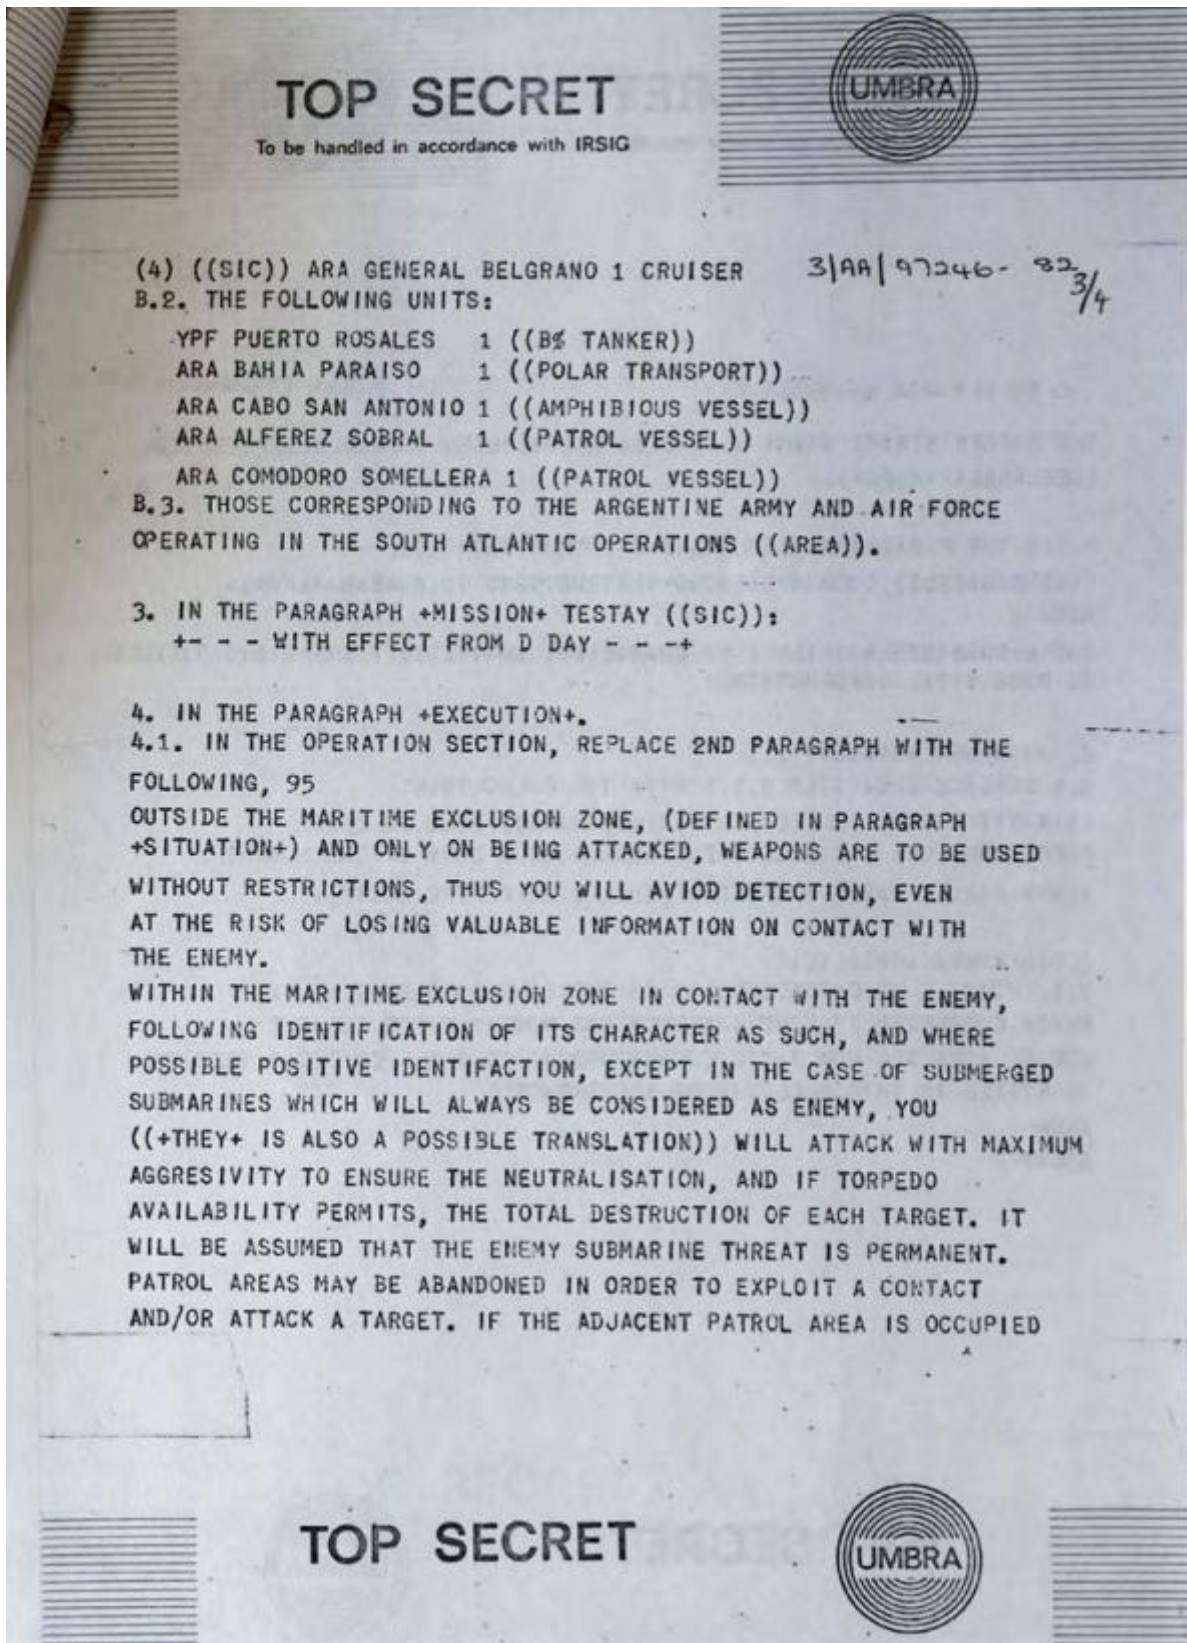 TOP SECRET
UMBRA
To be handled in accordance with IRSIG
(4) ((SIC)) ARA GENERAL BELGRANO 1 CRUISER 3/AA/97246-82 3/4
B.2. THE FOLLOWING UNITS:
YPF PUERTO ROSALES 1 ((B% TANKER))
ARA BAHIA PARAISO 1 ((POLAR TRANSPORT))
ARA CABO SAN ANTONIO 1 ((AMPHIBIOUS VESSEL))
ARA ALFEREZ SOBRAL 1 ((PATROL VESSEL))
ARA COMODORO SOMELLERA 1 ((PATROL VESSEL))
B.3. THOSE CORRESPONDING TO THE ARGENTINE ARMY AND AIR FORCE
OPERATING IN THE SOUTH ATLANTIC OPERATIONS ((AREA)).
3. IN THE PARAGRAPH +MISSION+ TESTAY ((SIC)):
+- - - WITH EFFECT FROM D DAY - - -+
4. IN THE PARAGRAPH +EXECUTION+.
4.1. IN THE OPERATION SECTION, REPLACE 2ND PARAGRAPH WITH THE
FOLLOWING, 95
OUTSIDE THE MARITIME EXCLUSION ZONE, (DEFINED IN PARAGRAPH
+SITUATION+) AND ONLY ON BEING ATTACKED, WEAPONS ARE TO BE USED
WITHOUT RESTRICTIONS, THUS YOU WILL AVIOD DETECTION, EVEN
AT THE RISK OF LOSING VALUABLE INFORMATION ON CONTACT WITH
THE ENEMY.
WITHIN THE MARITIME EXCLUSION ZONE IN CONTACT WITH THE ENEMY,
FOLLOWING IDENTIFICATION OF ITS CHARACTER AS SUCH, AND WHERE
POSSIBLE POSITIVE IDENTIFACTION, EXCEPT IN THE CASE OF SUBMERGED
SUBMARINES WHICH WILL ALWAYS BE CONSIDERED AS ENEMY, YOU
((+THEY+ IS ALSO A POSSIBLE TRANSLATION)) WILL ATTACK WITH MAXIMUM
AGGRESIVITY TO ENSURE THE NEUTRALISATION, AND IF TORPEDO
AVAILABILITY PERMITS, THE TOTAL DESTRUCTION OF EACH TARGET. IT
WILL BE ASSUMED THAT THE ENEMY SUBMARINE THREAT IS PERMANENT.
PATROL AREAS MAY BE ABANDONED IN ORDER TO EXPLOIT A CONTACT
AND/OR ATTACK A TARGET. IF THE ADJACENT PATROL AREA IS OCCUPIED
TOP SECRET
UMBRA